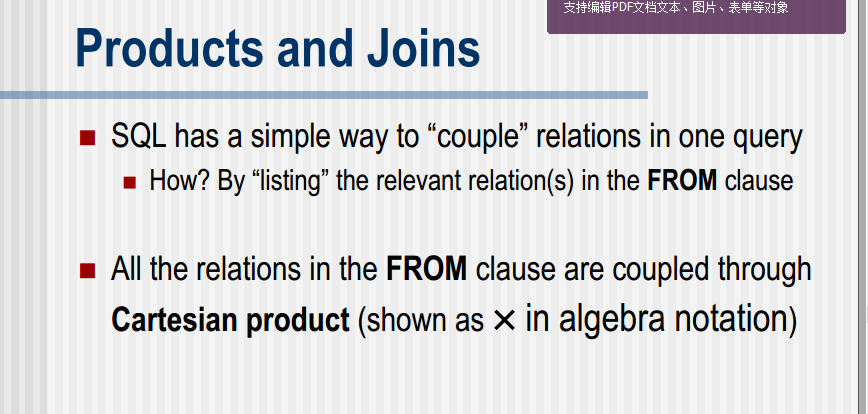 支持编辑PDF文档文本、图片、表单等对象
Products and Joins
SQL has a simple way to “couple” relations in one query
How? By “listing” the relevant relation(s) in the FROM clause
All the relations in the FROM clause are coupled through
Cartesian product (shown as × in algebra notation)